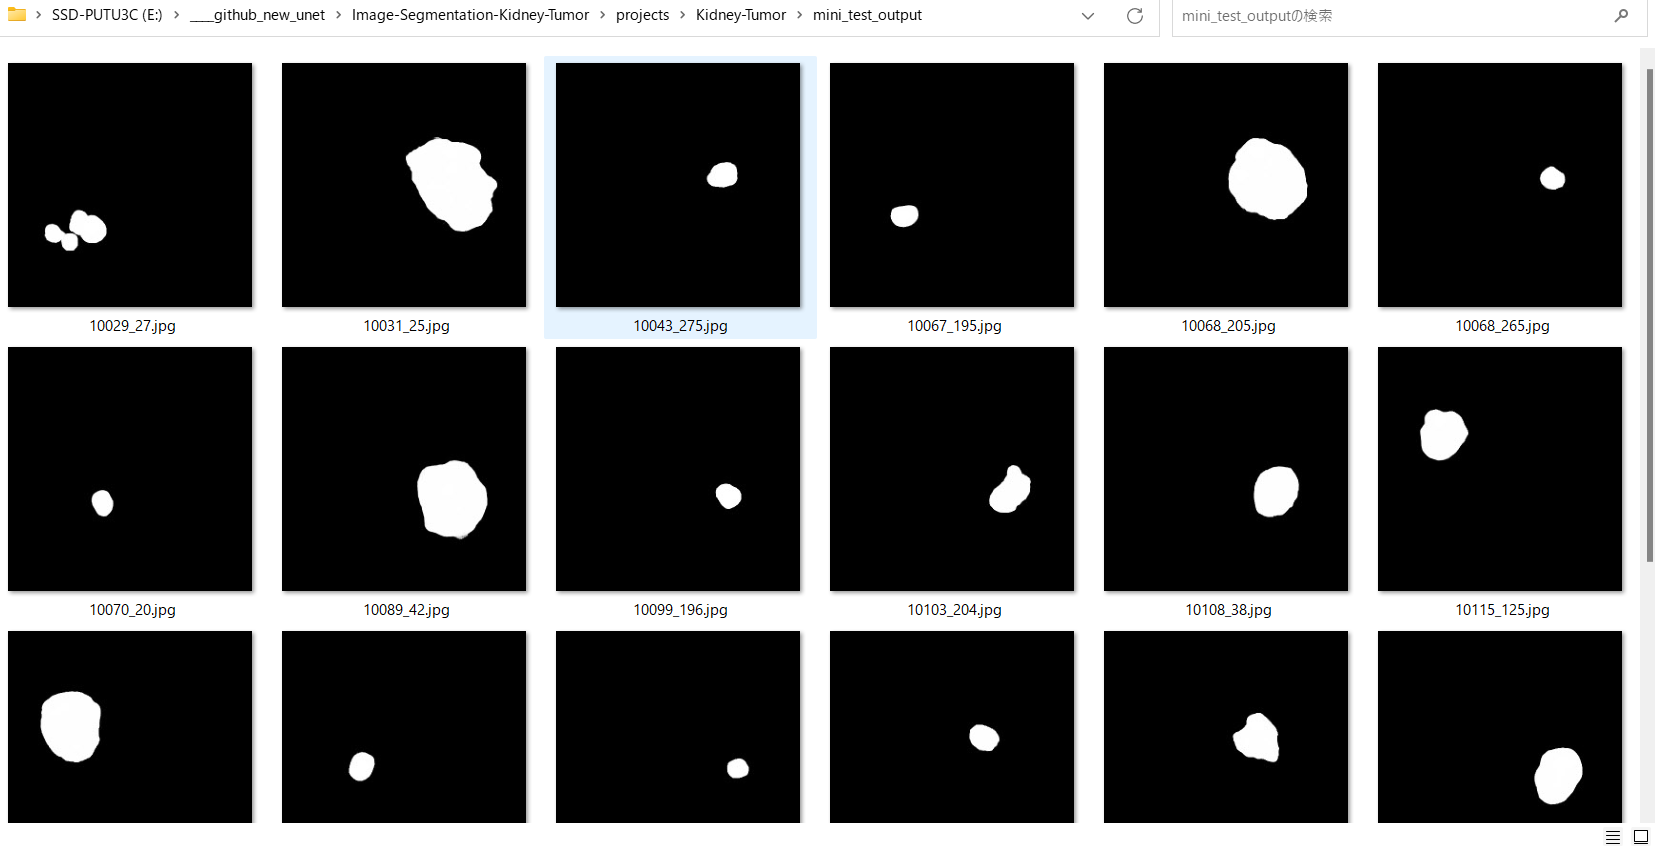 SSD-PUTU3C (E:) > ____github_new_unet > Image-Segmentation-Kidney-Tumor > projects > Kidney-Tumor > mini_test_output
mini_test_outputの検索
10029_27.jpg 10031_25.jpg 10043_275.jpg 10067_195.jpg 10068_205.jpg 10068_265.jpg
10070_20.jpg 10089_42.jpg 10099_196.jpg 10103_204.jpg 10108_38.jpg 10115_125.jpg